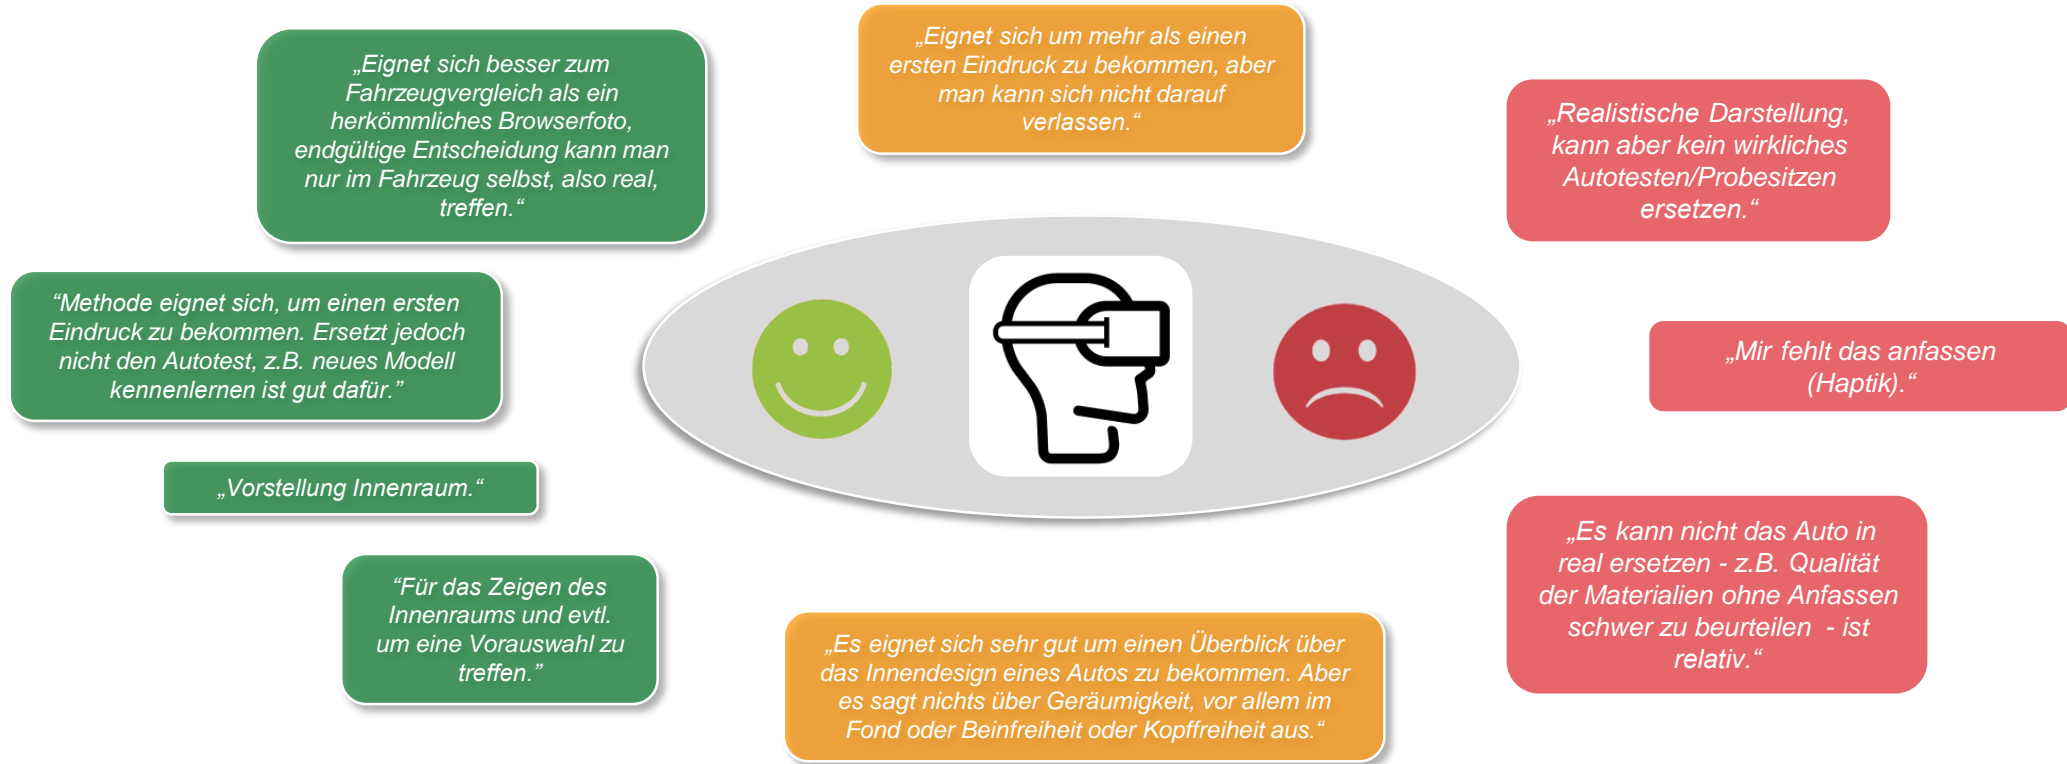 „Eignet sich besser zum
Fahrzeugvergleich als ein
herkömmliches Browserfoto,
endgültige Entscheidung kann man
nur im Fahrzeug selbst, also real,
treffen.“
„Eignet sich um mehr als einen
ersten Eindruck zu bekommen, aber
man kann sich nicht darauf
verlassen.“
„Realistische Darstellung,
kann aber kein wirkliches
Autotesten/Probesitzen
ersetzen.“
“Methode eignet sich, um einen ersten
Eindruck zu bekommen. Ersetzt jedoch
nicht den Autotest, z.B. neues Modell
kennenlernen ist gut dafür.”
„Mir fehlt das anfassen
(Haptik).“
„Vorstellung Innenraum.“
„Es kann nicht das Auto in
real ersetzen - z.B. Qualität
der Materialien ohne Anfassen
schwer zu beurteilen - ist
relativ.“
“Für das Zeigen des
Innenraums und evtl.
um eine Vorauswahl zu
treffen.”
„Es eignet sich sehr gut um einen Überblick über
das Innendesign eines Autos zu bekommen. Aber
es sagt nichts über Geräumigkeit, vor allem im
Fond oder Beinfreiheit oder Kopffreiheit aus.“